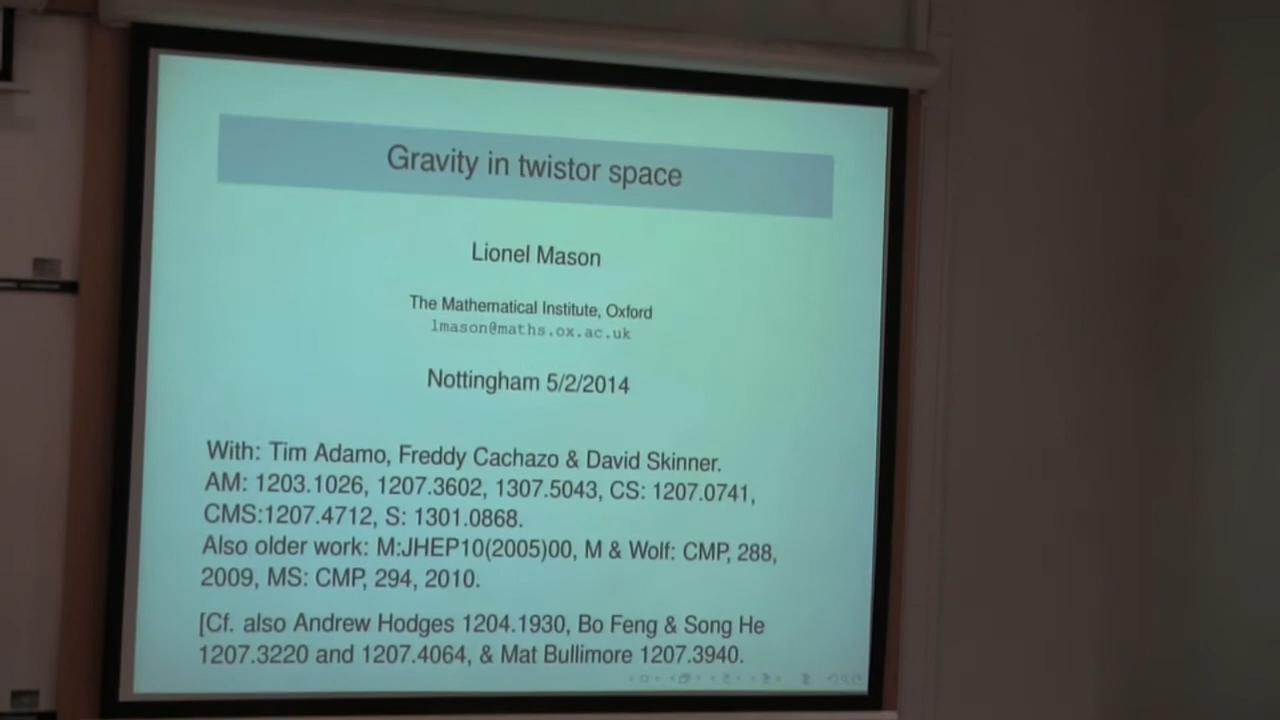 Gravity in twistor space
Lionel Mason
The Mathematical Institute, Oxford
lmason@maths.ox.ac.uk
Nottingham 5/2/2014
With: Tim Adamo, Freddy Cachazo & David Skinner.
AM: 1203.1026, 1207.3602, 1307.5043, CS: 1207.0741,
CMS:1207.4712, S: 1301.0868.
Also older work: M:JHEP10(2005)00, M & Wolf: CMP, 288,
2009, MS: CMP, 294, 2010.
[Cf. also Andrew Hodges 1204.1930, Bo Feng & Song He
1207.3220 and 1207.4064, & Mat Bullimore 1207.3940.